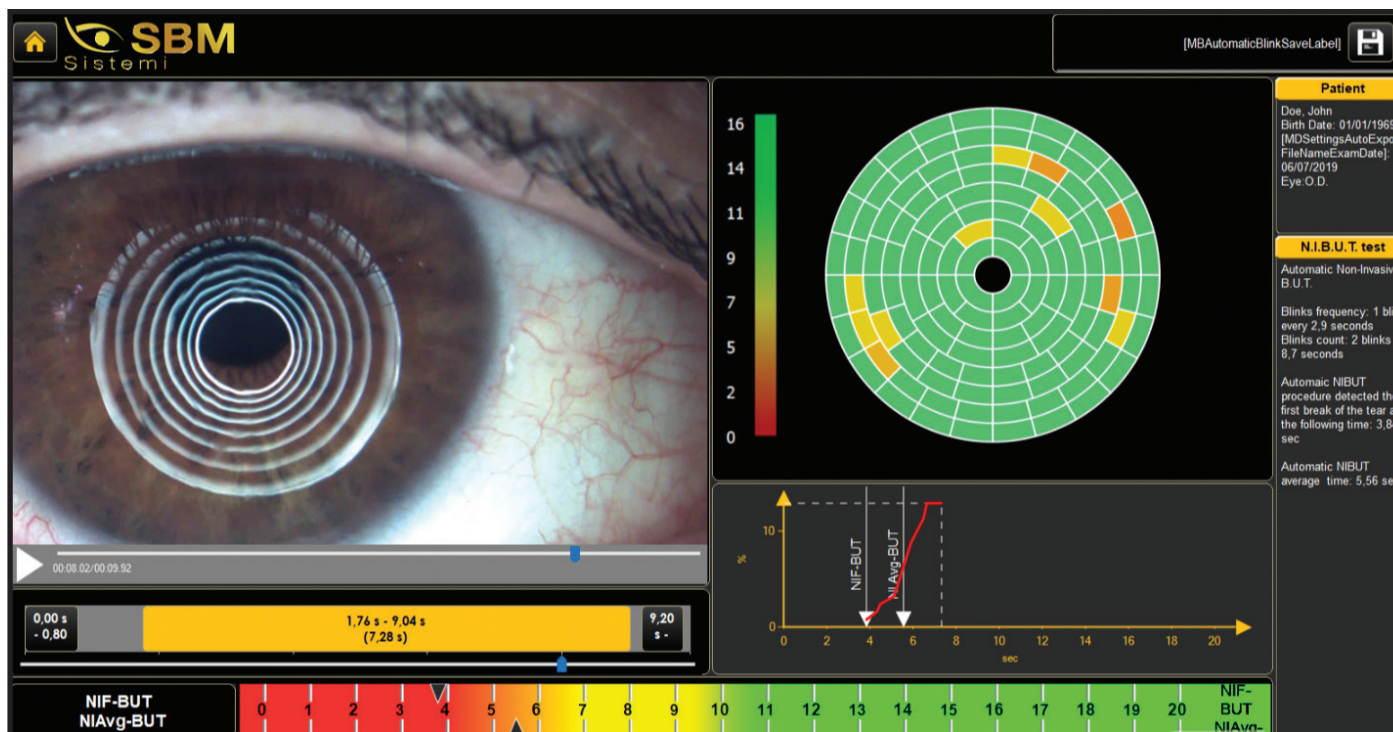 SBM
Sistemi
[MBAutomaticBlinkSaveLabel]
00:08.02/00:09.92
0,00 s
- 0,80
1,76 s - 9,04 s
(7,28 s)
9,20
s -
16
14
11
9
7
5
2
0
%
10
0
NIF-BUT
NIAvg-BUT
0 2 4 6 8 10 12 14 16 18 20
sec
Patient
Doe, John
Birth Date: 01/01/1969
[MDSettingsAutoExpo
FileNameExamDate]:
06/07/2019
Eye:O.D.
N.I.B.U.T. test
Automatic Non-Invasiv
B.U.T.
Blinks frequency: 1 bli
every 2,9 seconds
Blinks count: 2 blinks
8,7 seconds
Automaic NIBUT
procedure detected the
first break of the tear a
the following time: 3,8
sec
Automatic NIBUT
average time: 5,56 se
NIF-BUT
NIAvg-BUT
0 1 2 3 4 5 6 7 8 9 10 11 12 13 14 15 16 17 18 19 20
NIF-
BUT
NIAvg-